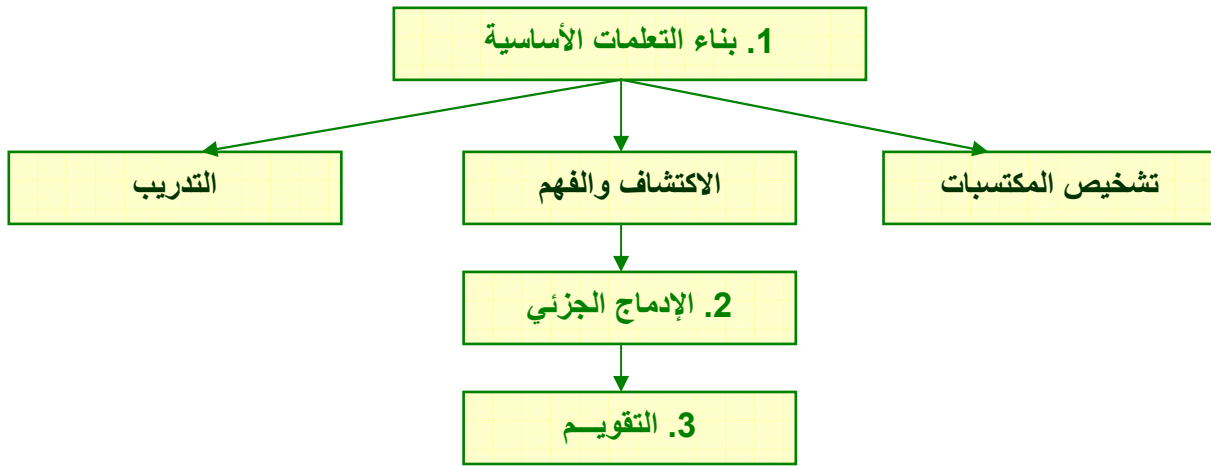 1. بناء التعلمات الأساسية
تشخيص المكتسبات
الاكتشاف والفهم
التدريب
2. الإدماج الجزئي
3. التقويـــم